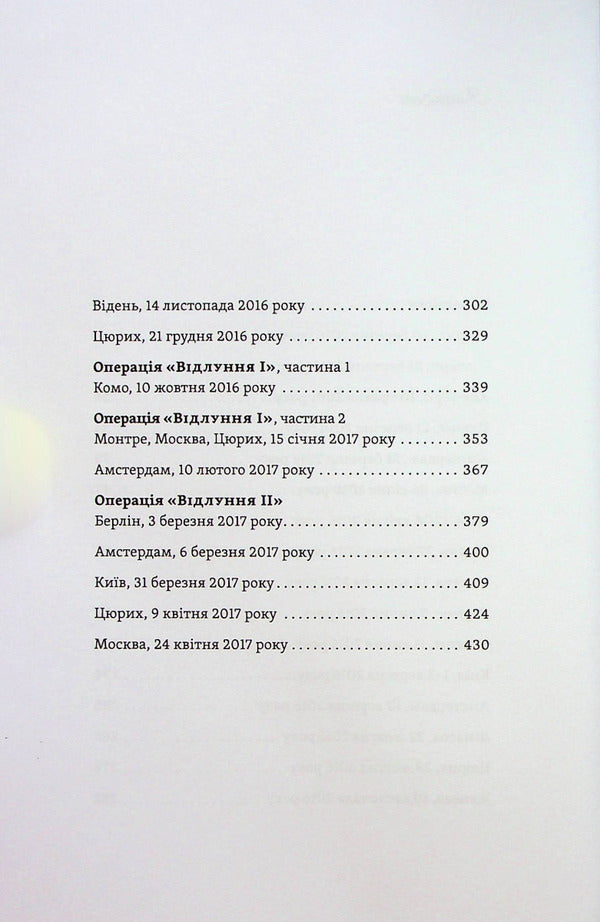 Відень, 14 листопада 2016 року ..................... 302
Цюрих, 21 грудня 2016 року ........................ 329
Операція «Відлуння І», частина 1
Комо, 10 жовтня 2016 року ......................... 339
Операція «Відлуння І», частина 2
Монтре, Москва, Цюрих, 15 січня 2017 року ........ 353
Амстердам, 10 лютого 2017 року .................... 367
Операція «Відлуння ІІ»
Берлін, 3 березня 2017 року........................ 379
Амстердам, 6 березня 2017 року .................... 400
Київ, 31 березня 2017 року......................... 409
Цюрих, 9 квітня 2017 року ......................... 424
Москва, 24 квітня 2017 року ....................... 430